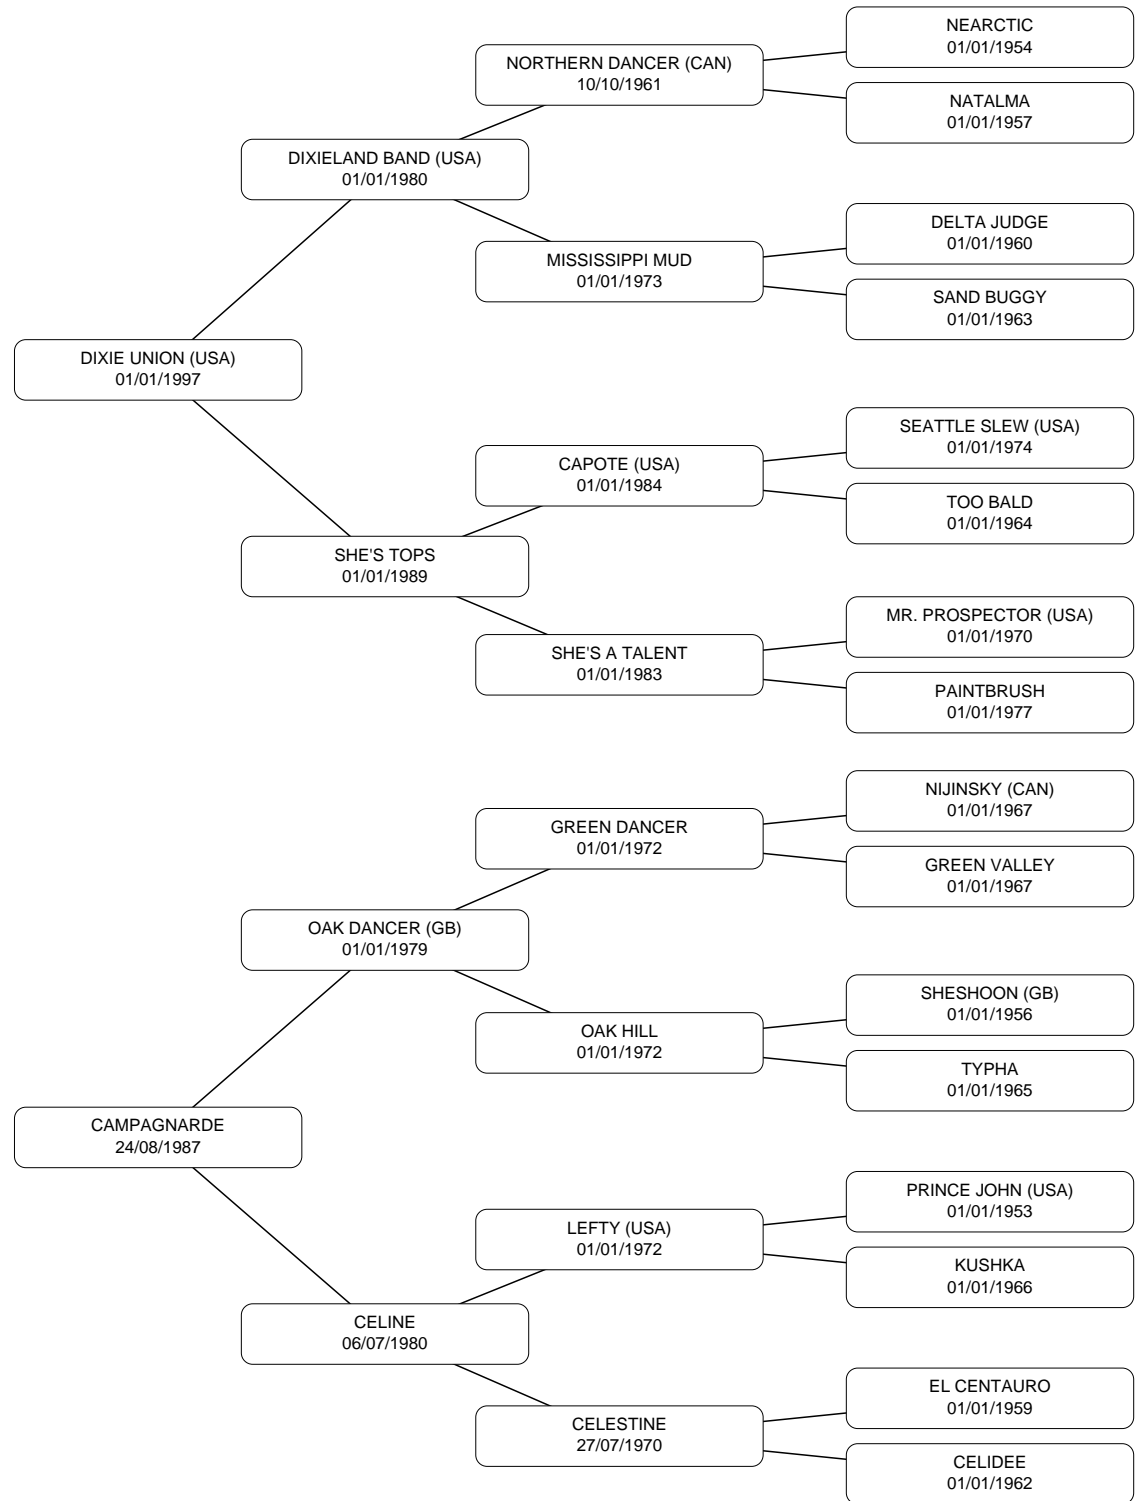 NEARCTIC
01/01/1954
NORTHERN DANCER (CAN)
10/10/1961
NATALMA
01/01/1957
DIXIELAND BAND (USA)
01/01/1980
DELTA JUDGE
01/01/1960
MISSISSIPPI MUD
01/01/1973
SAND BUGGY
01/01/1963
DIXIE UNION (USA)
01/01/1997
SEATTLE SLEW (USA)
01/01/1974
CAPOTE (USA)
01/01/1984
TOO BALD
01/01/1964
SHE'S TOPS
01/01/1989
MR. PROSPECTOR (USA)
01/01/1970
SHE'S A TALENT
01/01/1983
PAINTBRUSH
01/01/1977
NIJINSKY (CAN)
01/01/1967
GREEN DANCER
01/01/1972
GREEN VALLEY
01/01/1967
OAK DANCER (GB)
01/01/1979
SHESHOON (GB)
01/01/1956
OAK HILL
01/01/1972
TYPHA
01/01/1965
CAMPAGNARDE
24/08/1987
PRINCE JOHN (USA)
01/01/1953
LEFTY (USA)
01/01/1972
KUSHKA
01/01/1966
CELINE
06/07/1980
EL CENTAURO
01/01/1959
CELESTINE
27/07/1970
CELIDEE
01/01/1962